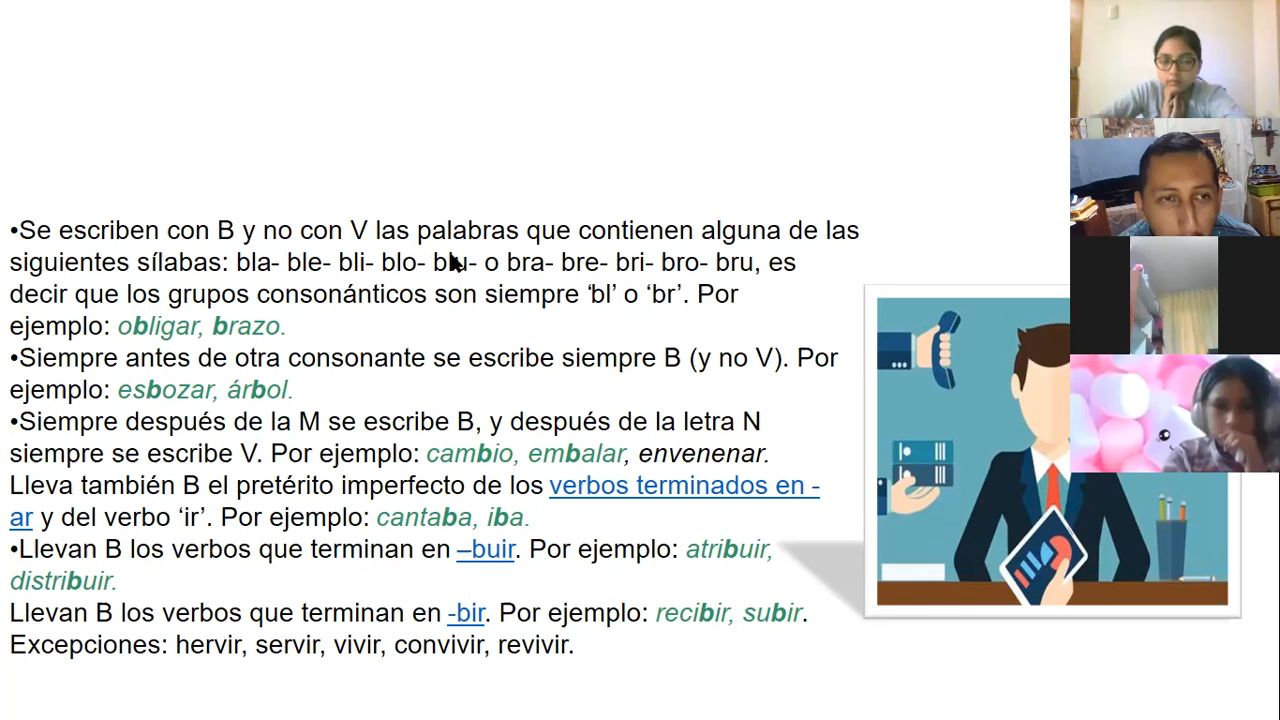 •Se escriben con B y no con V las palabras que contienen alguna de las
siguientes sílabas: bla- ble- bli- blo- blu- o bra- bre- bri- bro- bru, es
decir que los grupos consonánticos son siempre ‘bl’ o ‘br’. Por
ejemplo: obligar, brazo.
•Siempre antes de otra consonante se escribe siempre B (y no V). Por
ejemplo: esbozar, árbol.
•Siempre después de la M se escribe B, y después de la letra N
siempre se escribe V. Por ejemplo: cambio, embalar, envenenar.
Lleva también B el pretérito imperfecto de los verbos terminados en -
ar y del verbo ‘ir’. Por ejemplo: cantaba, iba.
•Llevan B los verbos que terminan en –buir. Por ejemplo: atribuir,
distribuir.
Llevan B los verbos que terminan en -bir. Por ejemplo: recibir, subir.
Excepciones: hervir, servir, vivir, convivir, revivir.